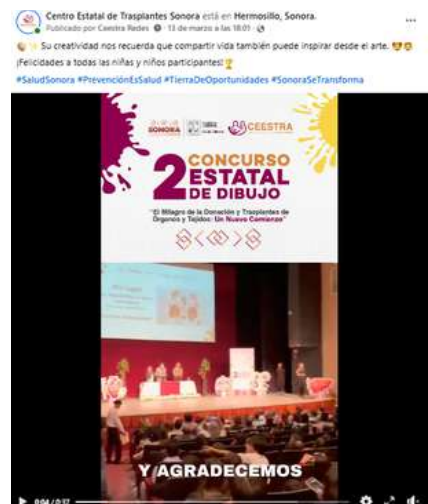 Centro Estatal de Trasplantes Sonora está en Hermosillo, Sonora.
Publicado por Caestra Redes · 13 de marzo a las 18:01 ·
Su creatividad nos recuerda que compartir vida también puede inspirar desde el arte.
¡Felicidades a todas las niñas y niños participantes!
#SaludSonora #PrevenciónEsSalud #TierraDeOportunidades #SonoraSeTransforma
SONORA CEESTRA
2 CONCURSO
ESTATAL
DE DIBUJO
"El Milagro de la Donación y Trasplantes de
Órganos y Tejidos: Un Nuevo Comienzo"
Y AGRADECEMOS
0:04 / 0:37